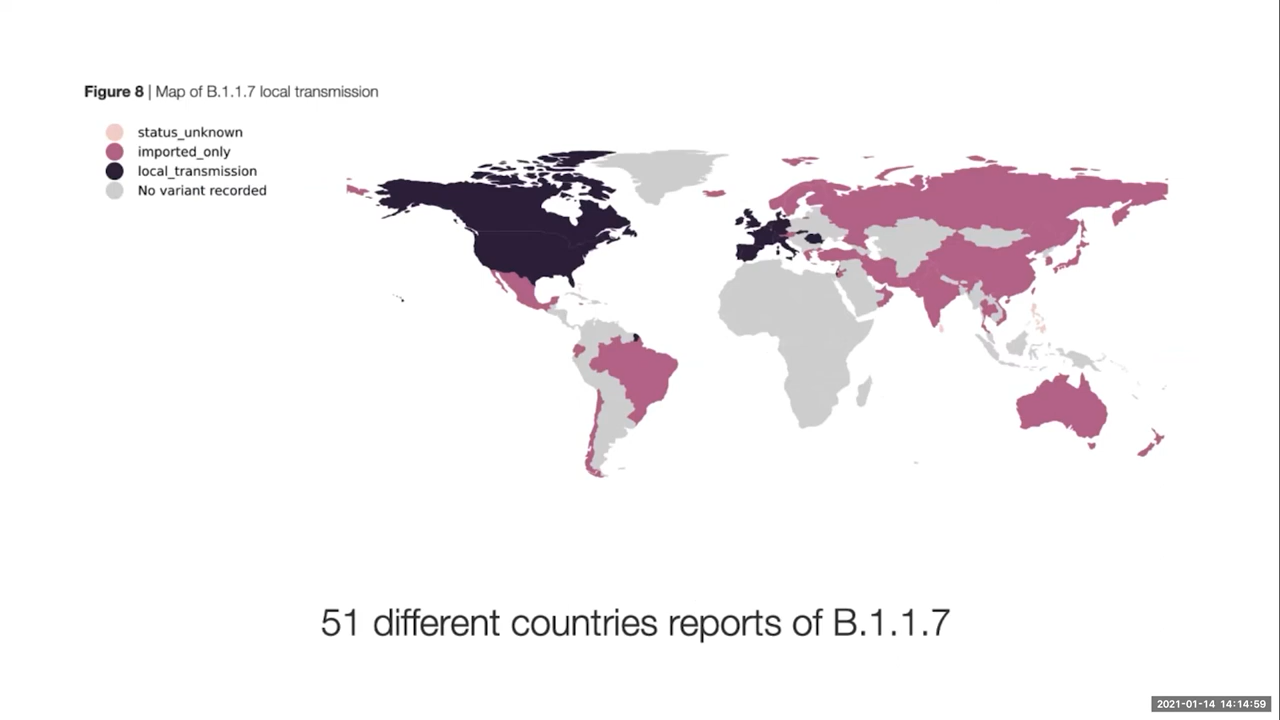 Figure 8 | Map of B.1.1.7 local transmission
status_unknown
imported_only
local_transmission
No variant recorded
51 different countries reports of B.1.1.7
2021-01-14 14:14:59